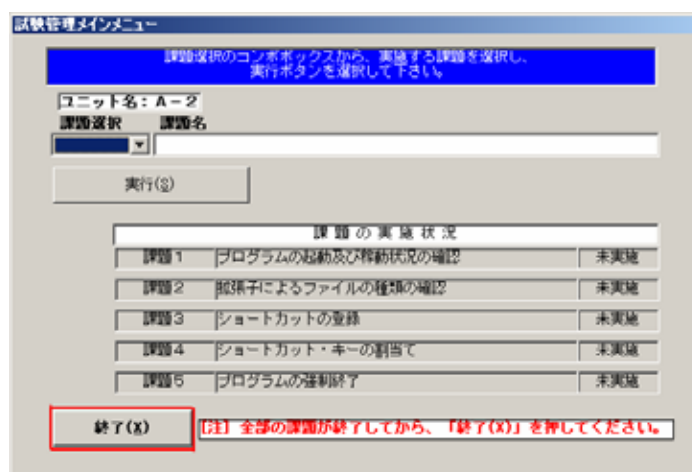 試験管理メインメニュー
課題選択のコンボボックスから、実施する課題を選択し、
実行ボタンを選択して下さい。
ユニット名：A－2
課題選択 課題名
実行(S)
課題の実施状況
課題1 プログラムの起動及び稼動状況の確認 未実施
課題2 拡張子によるファイルの種類の確認 未実施
課題3 ショートカットの登録 未実施
課題4 ショートカット・キーの割当て 未実施
課題5 プログラムの強制終了 未実施
終了(X) [注] 全部の課題が終了してから、「終了(X)」を押してください。